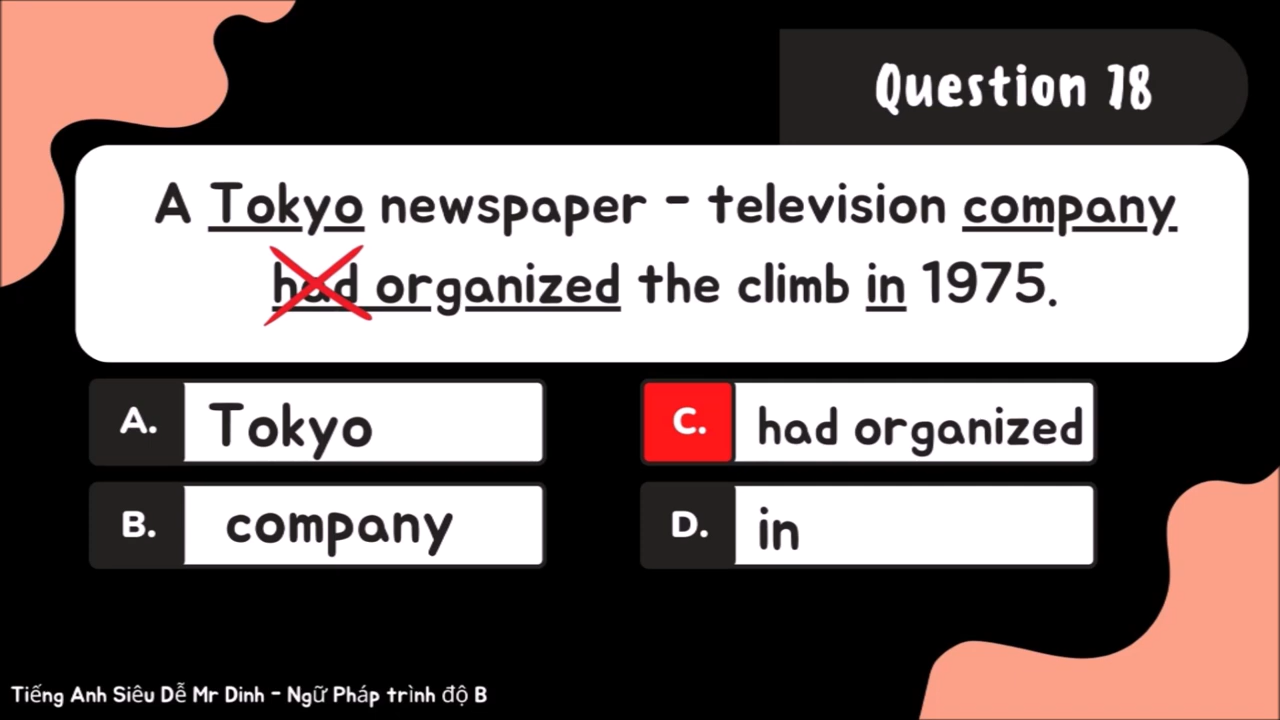 Question 18
A Tokyo newspaper - television company
had organized the climb in 1975.
A. Tokyo
C. had organized
B. company
D. in
Tiếng Anh Siêu Dễ Mr Dinh - Ngữ Pháp trình độ B